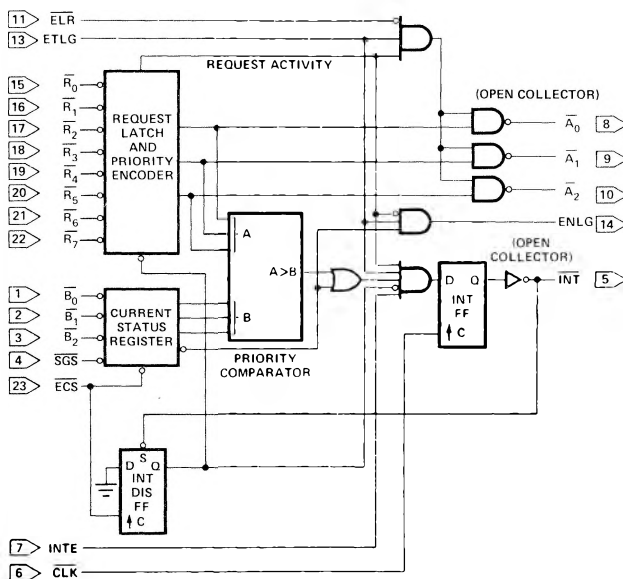 11 ELR
13 ETLG
REQUEST ACTIVITY
15 R0
16 R1
17 R2
18 R3
19 R4
20 R5
21 R6
22 R7
REQUEST
LATCH
AND
PRIORITY
ENCODER
(OPEN COLLECTOR)
A0 8
A1 9
A2 10
ENLG 14
A
B
A>B
PRIORITY
COMPARATOR
(OPEN
COLLECTOR)
D Q
INT
FF
C
INT 5
1 B0
2 B1
3 B2
4 SGS
23 ECS
CURRENT
STATUS
REGISTER
S
D Q
INT
DIS
FF
C
7 INTE
6 CLK